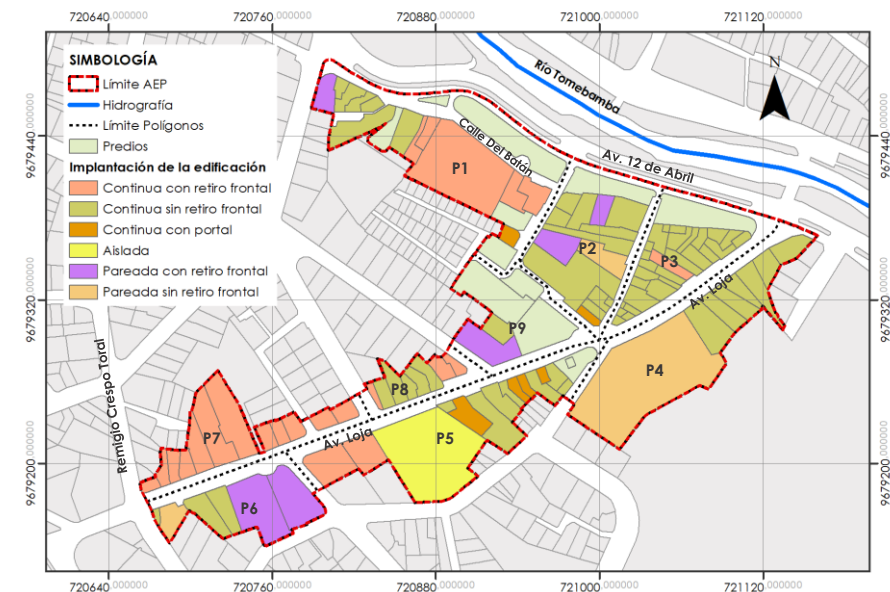 720640.000000
720760.000000
720880.000000
721000.000000
721120.000000
SIMBOLOGÍA
Límite AEP
Hidrografía
Límite Polígonos
Predios
Implantación de la edificación
Continua con retiro frontal
Continua sin retiro frontal
Continua con portal
Aislada
Pareada con retiro frontal
Pareada sin retiro frontal
N
Río Tomebamba
Av. 12 de Abril
Calle Del Batán
P1
P2
P3
Av. Loja
P9
P4
P8
P7
Av. Loja
P5
P6
Remigio Crespo Toral
9679440.000000
9679320.000000
9679200.000000
9679440.000000
9679320.000000
9679200.000000
720640.000000
720760.000000
720880.000000
721000.000000
721120.000000